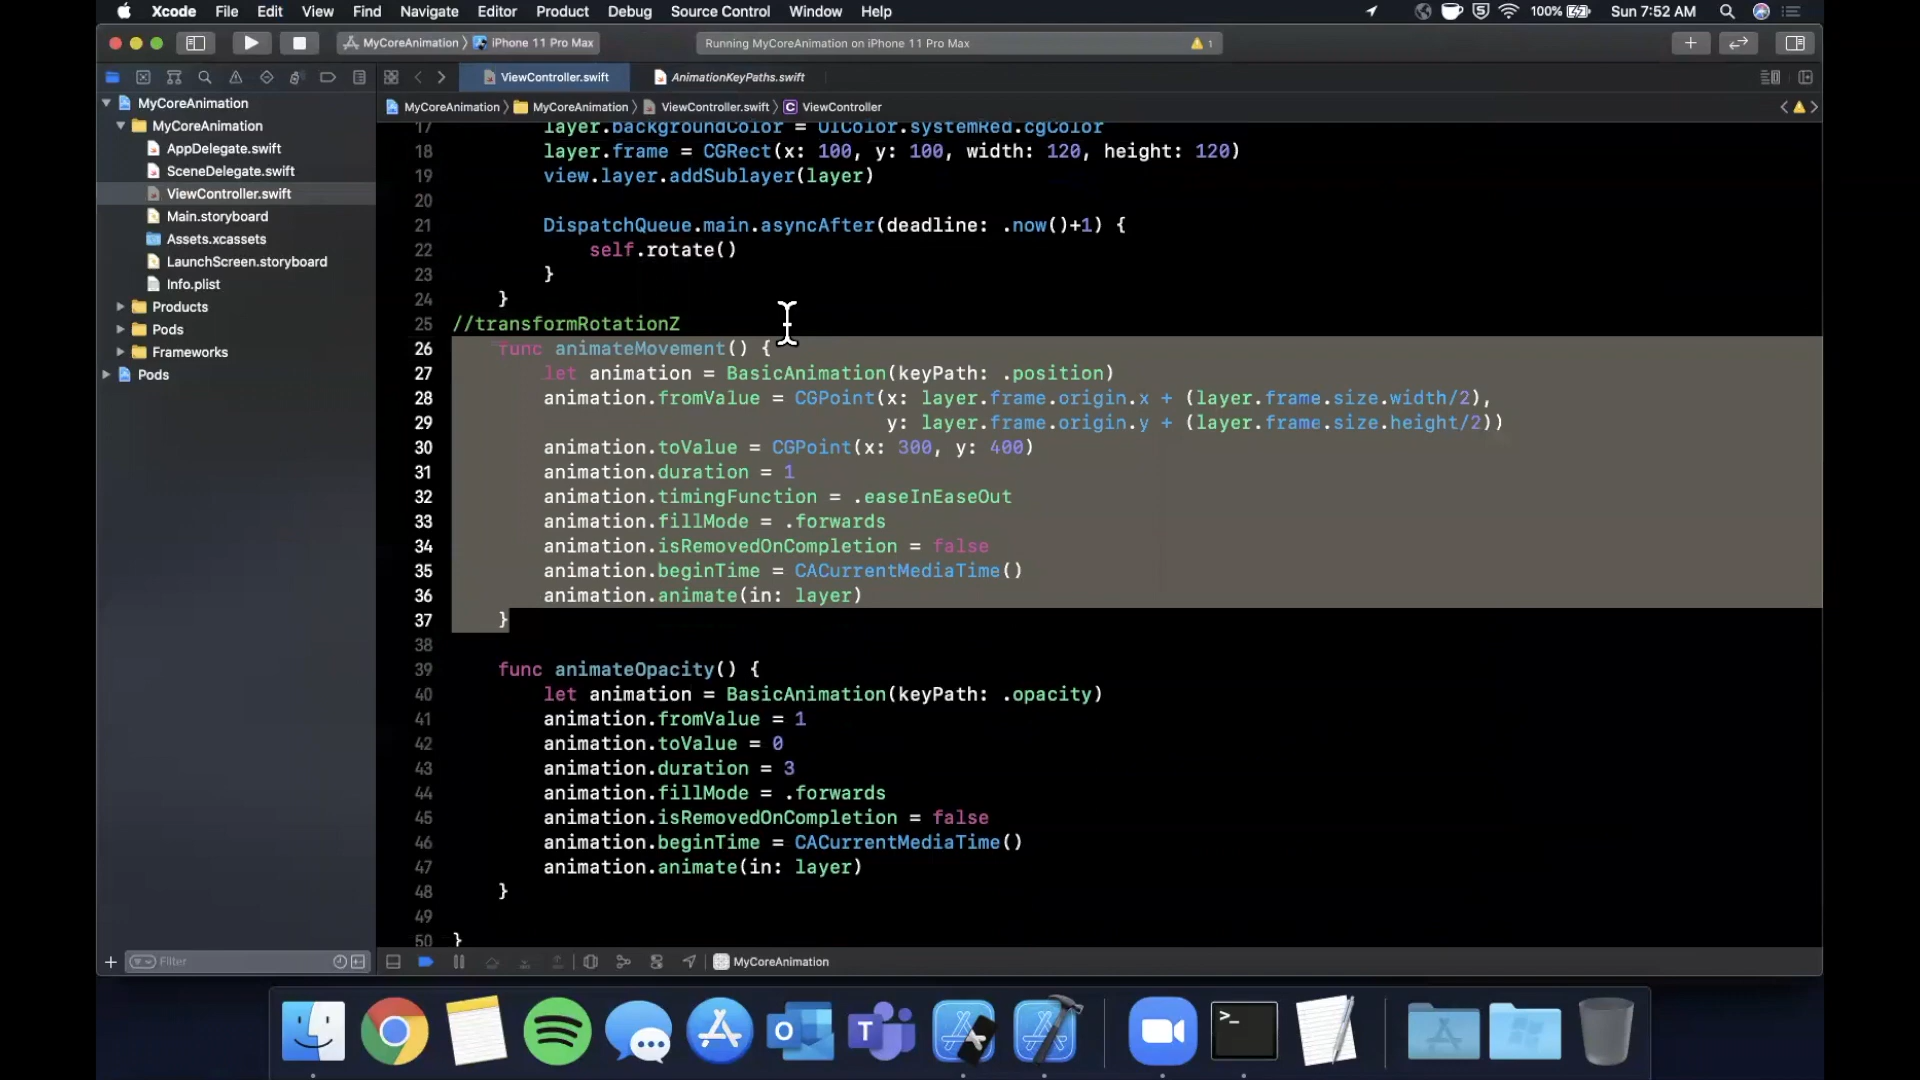 Xcode File Edit View Find Navigate Editor Product Debug Source Control Window Help 100% Sun 7:52 AM
MyCoreAnimation iPhone 11 Pro Max Running MyCoreAnimation on iPhone 11 Pro Max 1
ViewController.swift AnimationKeyPaths.swift
MyCoreAnimation MyCoreAnimation ViewController.swift C ViewController
MyCoreAnimation
MyCoreAnimation
AppDelegate.swift
SceneDelegate.swift
ViewController.swift
Main.storyboard
Assets.xcassets
LaunchScreen.storyboard
Info.plist
Products
Pods
Frameworks
Pods
17 layer.backgroundColor = UIColor.systemRed.cgColor
18 layer.frame = CGRect(x: 100, y: 100, width: 120, height: 120)
19 view.layer.addSublayer(layer)
20
21 DispatchQueue.main.asyncAfter(deadline: .now()+1) {
22 self.rotate()
23 }
24 }
25 //transformRotationZ
26 func animateMovement() {
27 let animation = BasicAnimation(keyPath: .position)
28 animation.fromValue = CGPoint(x: layer.frame.origin.x + (layer.frame.size.width/2),
29 y: layer.frame.origin.y + (layer.frame.size.height/2))
30 animation.toValue = CGPoint(x: 300, y: 400)
31 animation.duration = 1
32 animation.timingFunction = .easeInEaseOut
33 animation.fillMode = .forwards
34 animation.isRemovedOnCompletion = false
35 animation.beginTime = CACurrentMediaTime()
36 animation.animate(in: layer)
37 }
38
39 func animateOpacity() {
40 let animation = BasicAnimation(keyPath: .opacity)
41 animation.fromValue = 1
42 animation.toValue = 0
43 animation.duration = 3
44 animation.fillMode = .forwards
45 animation.isRemovedOnCompletion = false
46 animation.beginTime = CACurrentMediaTime()
47 animation.animate(in: layer)
48 }
49
50 }
Filter MyCoreAnimation